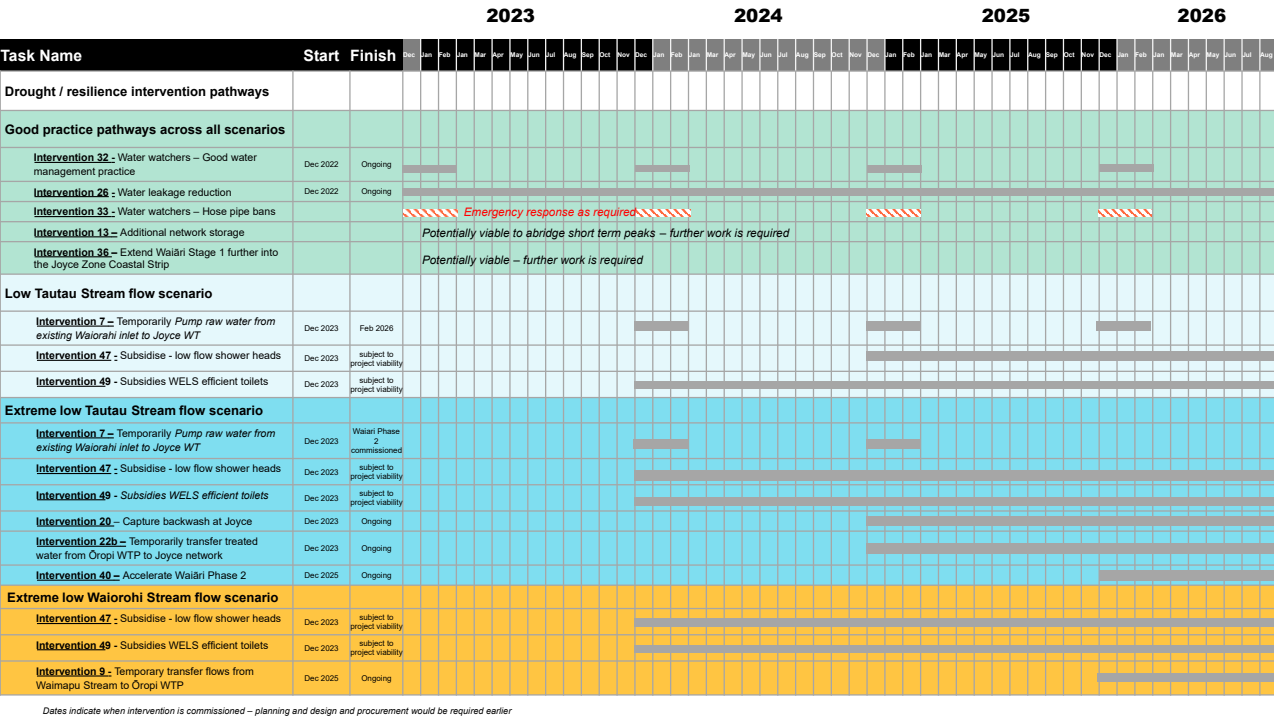 2023 2024 2025 2026
Task Name Start Finish Dec Jan Feb Jan Mar Apr May Jun Jul Aug Sep Oct Nov Dec Jan Feb Jan Mar Apr May Jun Jul Aug Sep Oct Nov Dec Jan Feb Jan Mar Apr May Jun Jul Aug Sep Oct Nov Dec Jan Feb Jan Mar Apr May Jun Jul Aug
Drought / resilience intervention pathways
Good practice pathways across all scenarios
Intervention 32 - Water watchers – Good water
management practice
Dec 2022 Ongoing
Intervention 26 - Water leakage reduction Dec 2022 Ongoing
Intervention 33 - Water watchers – Hose pipe bans Emergency response as required
Intervention 13 – Additional network storage Potentially viable to abridge short term peaks – further work is required
Intervention 36 – Extend Waiāri Stage 1 further into
the Joyce Zone Coastal Strip
Potentially viable – further work is required
Low Tautau Stream flow scenario
Intervention 7 – Temporarily Pump raw water from
existing Waiorahi inlet to Joyce WT
Dec 2023 Feb 2026
Intervention 47 - Subsidise - low flow shower heads Dec 2023 subject to
project viability
Intervention 49 - Subsidies WELS efficient toilets Dec 2023 subject to
project viability
Extreme low Tautau Stream flow scenario
Intervention 7 – Temporarily Pump raw water from
existing Waiorahi inlet to Joyce WT
Dec 2023 Waiari Phase
2
commissioned
Intervention 47 - Subsidise - low flow shower heads Dec 2023 subject to
project viability
Intervention 49 - Subsidies WELS efficient toilets Dec 2023 subject to
project viability
Intervention 20 – Capture backwash at Joyce Dec 2023 Ongoing
Intervention 22b – Temporarily transfer treated
water from Ōropi WTP to Joyce network
Dec 2023 Ongoing
Intervention 40 – Accelerate Waiāri Phase 2 Dec 2025 Ongoing
Extreme low Waiorohi Stream flow scenario
Intervention 47 - Subsidise - low flow shower heads Dec 2023 subject to
project viability
Intervention 49 - Subsidies WELS efficient toilets Dec 2023 subject to
project viability
Intervention 9 - Temporary transfer flows from
Waimapu Stream to Ōropi WTP
Dec 2025 Ongoing
Dates indicate when intervention is commissioned – planning and design and procurement would be required earlier